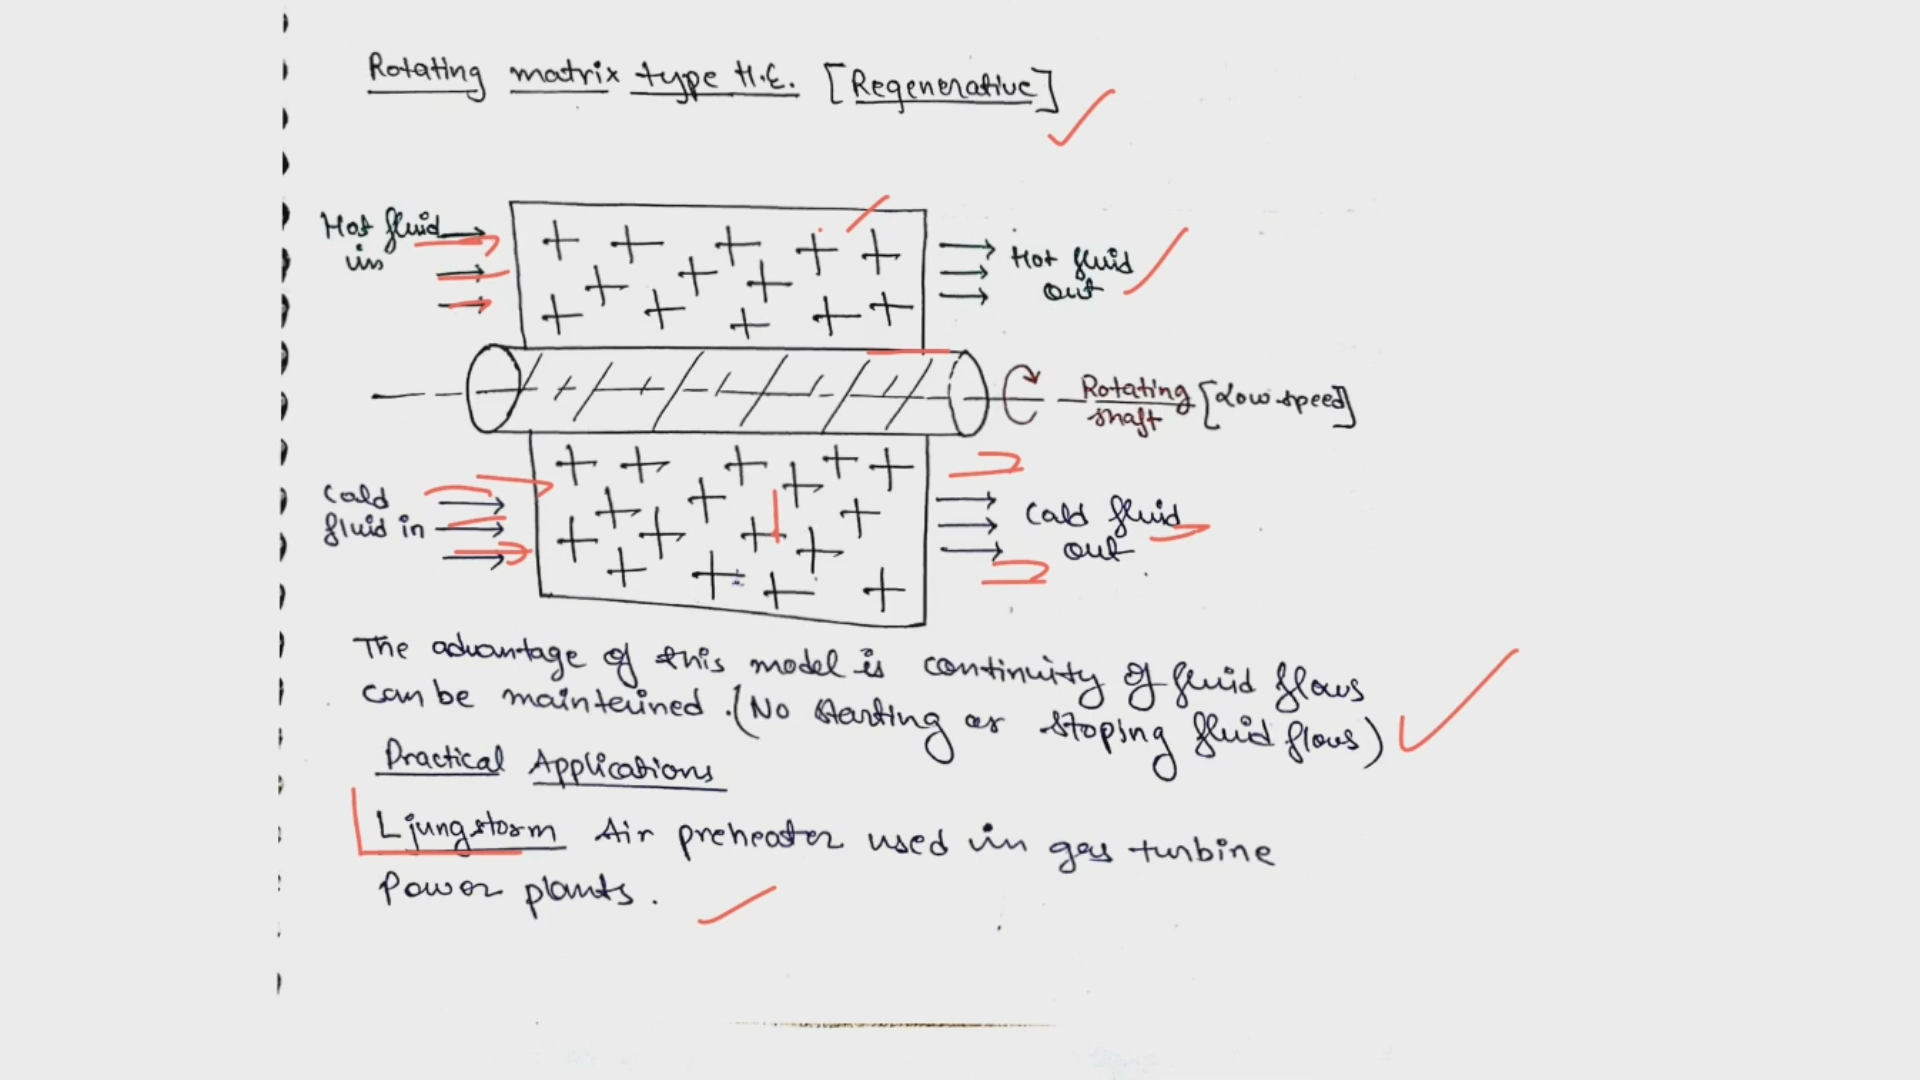 Rotating matrix type H.E. [Regenerative]
Hot fluid
in
Hot fluid
out
Rotating
shaft
[Low speed]
Cold
fluid in
Cold fluid
out
The advantage of this model is continuity of fluid flows
can be mainteined. (No starting or stoping fluid flows)
Practical Applications
Ljungstorm Air preheater used in gas turbine
Power plants.